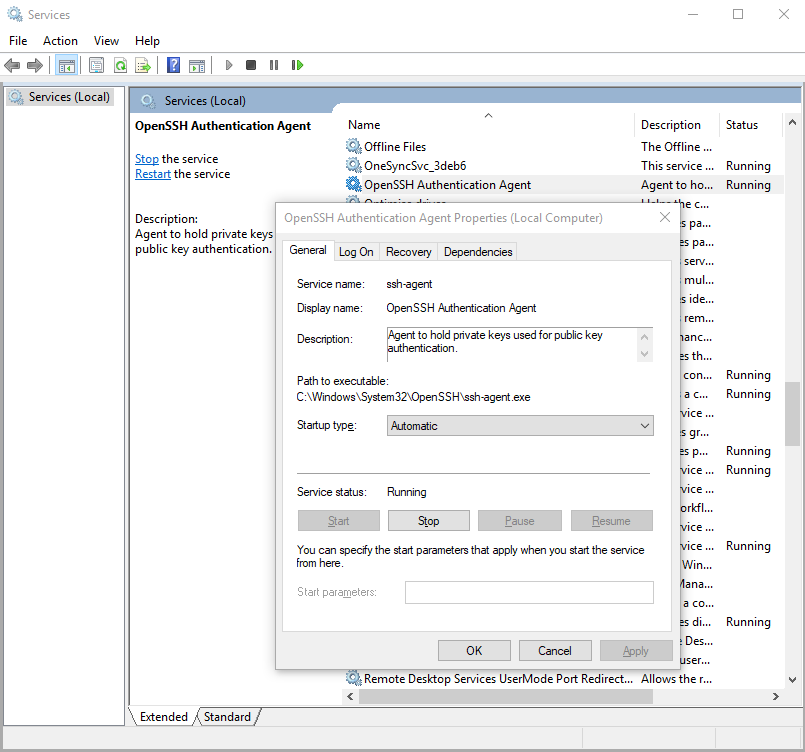 Services
File Action View Help
Services (Local)
Services (Local)
OpenSSH Authentication Agent
Stop the service
Restart the service
Description:
Agent to hold private keys
public key authentication.
Name Description Status
Offline Files The Offline ...
OneSyncSvc_3deb6 This service ... Running
OpenSSH Authentication Agent Agent to ho... Running
Helps the c...
OpenSSH Authentication Agent Properties (Local Computer)
General Log On Recovery Dependencies
Service name: ssh-agent
Display name: OpenSSH Authentication Agent
Description: Agent to hold private keys used for public key
authentication.
Path to executable:
C:\Windows\System32\OpenSSH\ssh-agent.exe
Startup type: Automatic
Service status: Running
Start Stop Pause Resume
You can specify the start parameters that apply when you start the service
from here.
Start parameters:
OK Cancel Apply
es pa...
es pa...
s serv...
mul...
es ide...
s rem...
nanc...
es th...
con... Running
s a c... Running
rvice ...
es gr...
es p... Running
rvice ... Running
rvice ...
orkfl...
rvice ...
rvice ... Running
Win...
Mana...
a co...
es di... Running
e Des...
user...
Remote Desktop Services UserMode Port Redirect... Allows the r...
Extended Standard